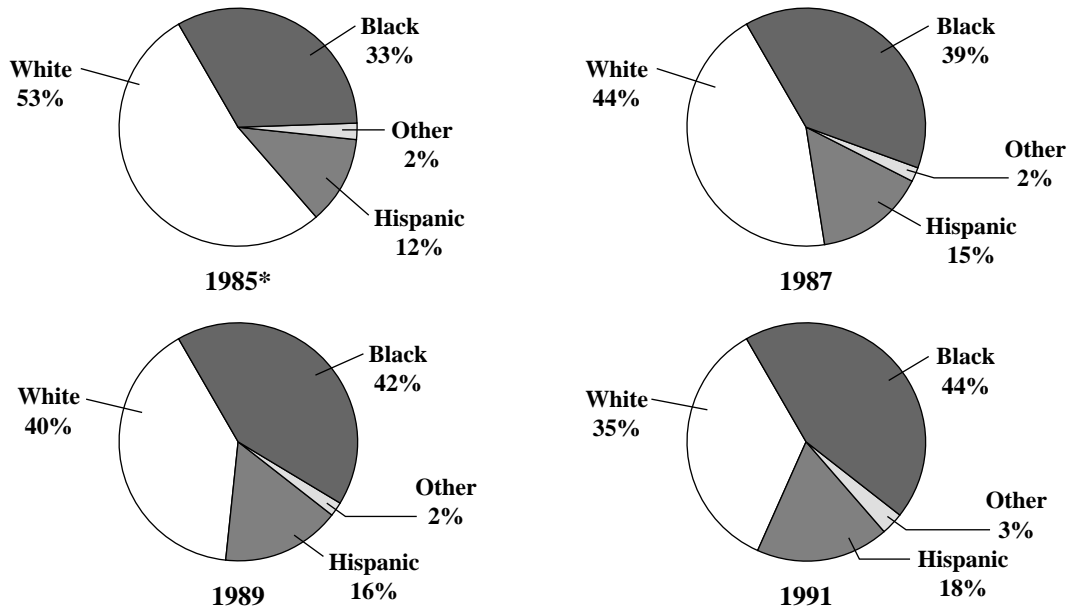 Black
33%
White
53%
Other
2%
Hispanic
12%
1985*
Black
39%
White
44%
Other
2%
Hispanic
15%
1987
Black
42%
White
40%
Other
2%
Hispanic
16%
1989
Black
44%
White
35%
Other
3%
Hispanic
18%
1991